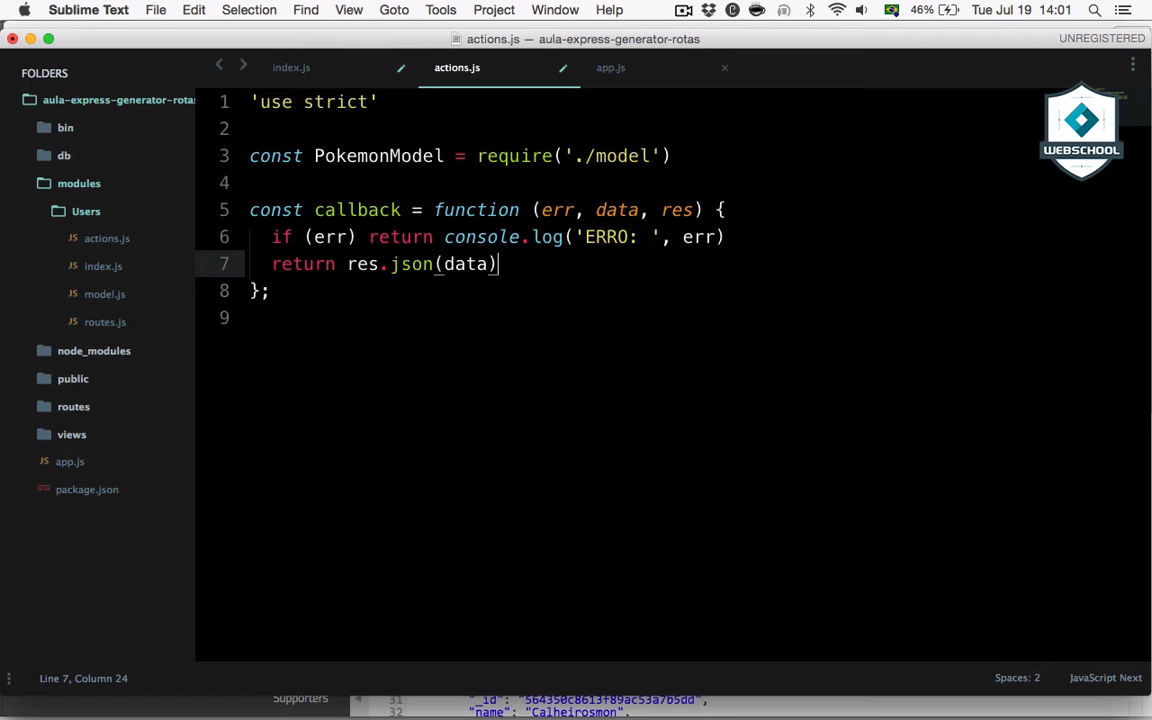 Sublime Text File Edit Selection Find View Goto Tools Project Window Help 46% Tue Jul 19 14:01
actions.js — aula-express-generator-rotas UNREGISTERED
FOLDERS
aula-express-generator-rotas
bin
db
modules
Users
actions.js
index.js
model.js
routes.js
node_modules
public
routes
views
app.js
package.json
index.js actions.js app.js
1 'use strict'
2
3 const PokemonModel = require('./model')
4
5 const callback = function (err, data, res) {
6 if (err) return console.log('ERRO: ', err)
7 return res.json(data)
8 };
9
WEBSCHOOL
Line 7, Column 24 Spaces: 2 JavaScript Next
Supporters
31 "_id": "564350c8613f89ac53a7b5dd",
32 "name": "Calheirosmon",